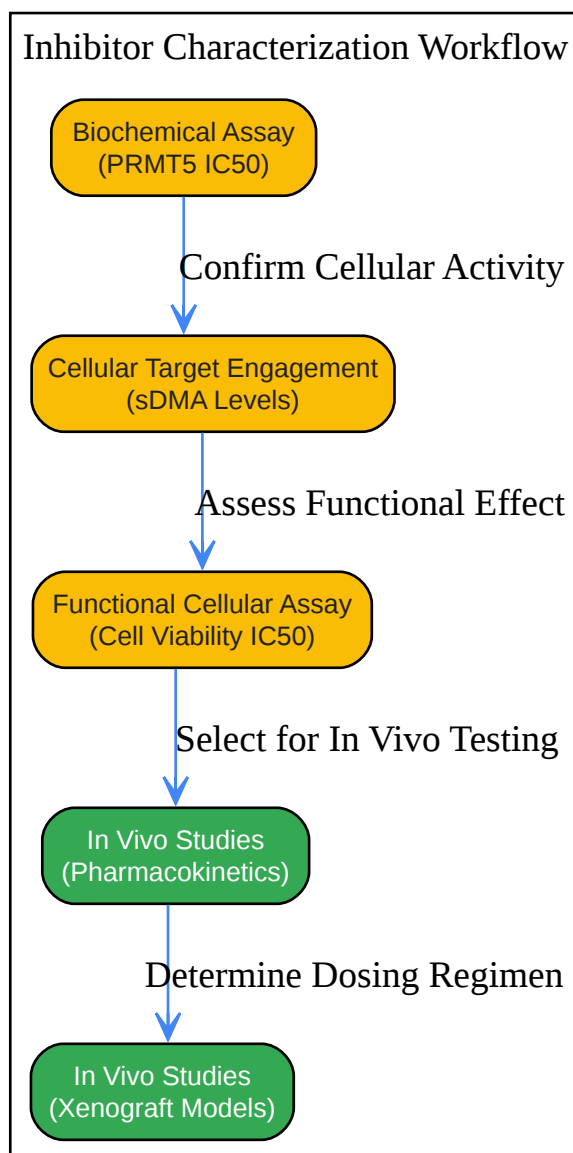 Inhibitor Characterization Workflow
Biochemical Assay
(PRMT5 IC50)
Confirm Cellular Activity
Cellular Target Engagement
(sDMA Levels)
Assess Functional Effect
Functional Cellular Assay
(Cell Viability IC50)
Select for In Vivo Testing
In Vivo Studies
(Pharmacokinetics)
Determine Dosing Regimen
In Vivo Studies
(Xenograft Models)